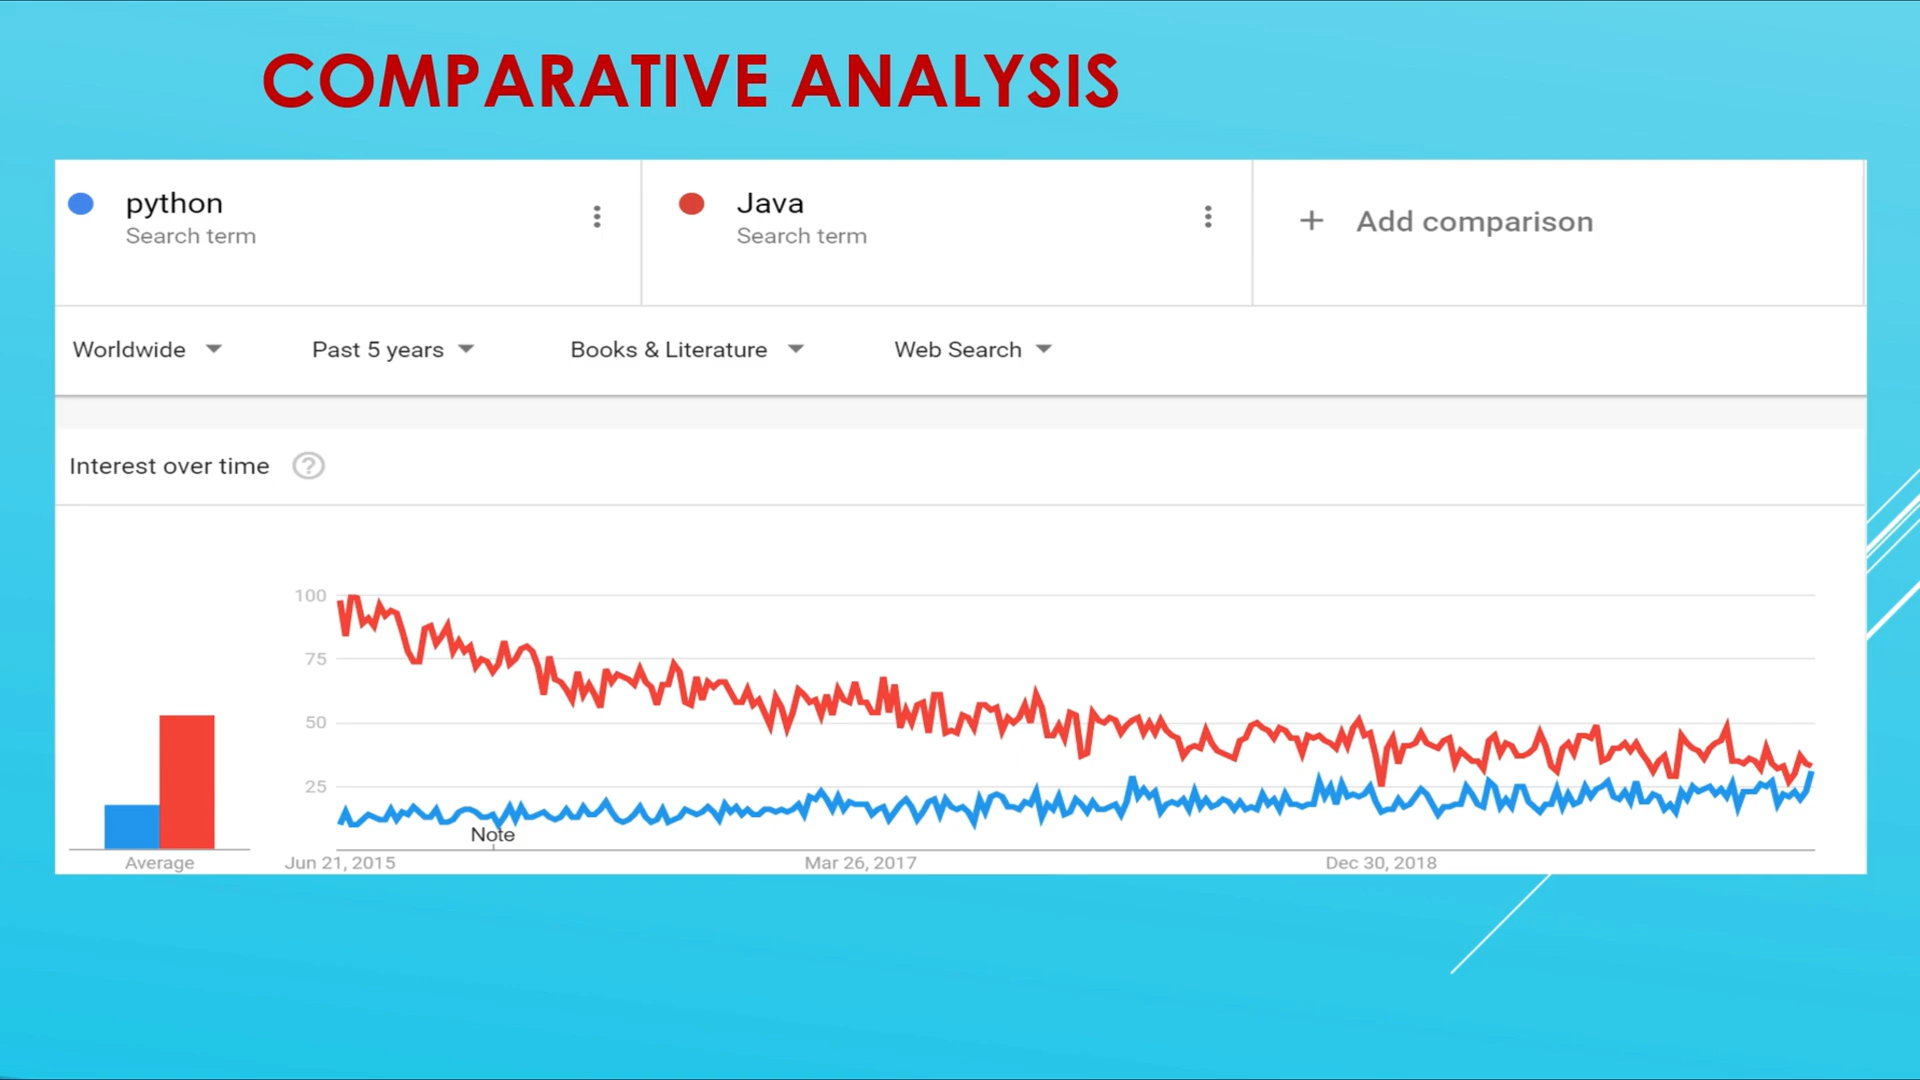 COMPARATIVE ANALYSIS
python
Search term
Java
Search term
+ Add comparison
Worldwide
Past 5 years
Books & Literature
Web Search
Interest over time ?
100
75
50
25
Note
Average
Jun 21, 2015
Mar 26, 2017
Dec 30, 2018